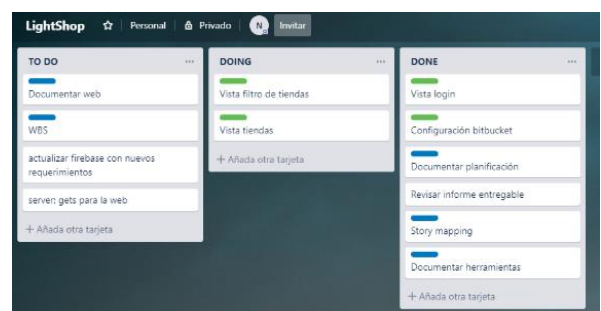 LightShop Personal Privado N Invitar
TO DO ...
Documentar web
WBS
actualizar firebase con nuevos
requerimientos
server: gets para la web
+ Añada otra tarjeta
DOING ...
Vista filtro de tiendas
Vista tiendas
+ Añada otra tarjeta
DONE ...
Vista login
Configuración bitbucket
Documentar planificación
Revisar informe entregable
Story mapping
Documentar herramientas
+ Añada otra tarjeta